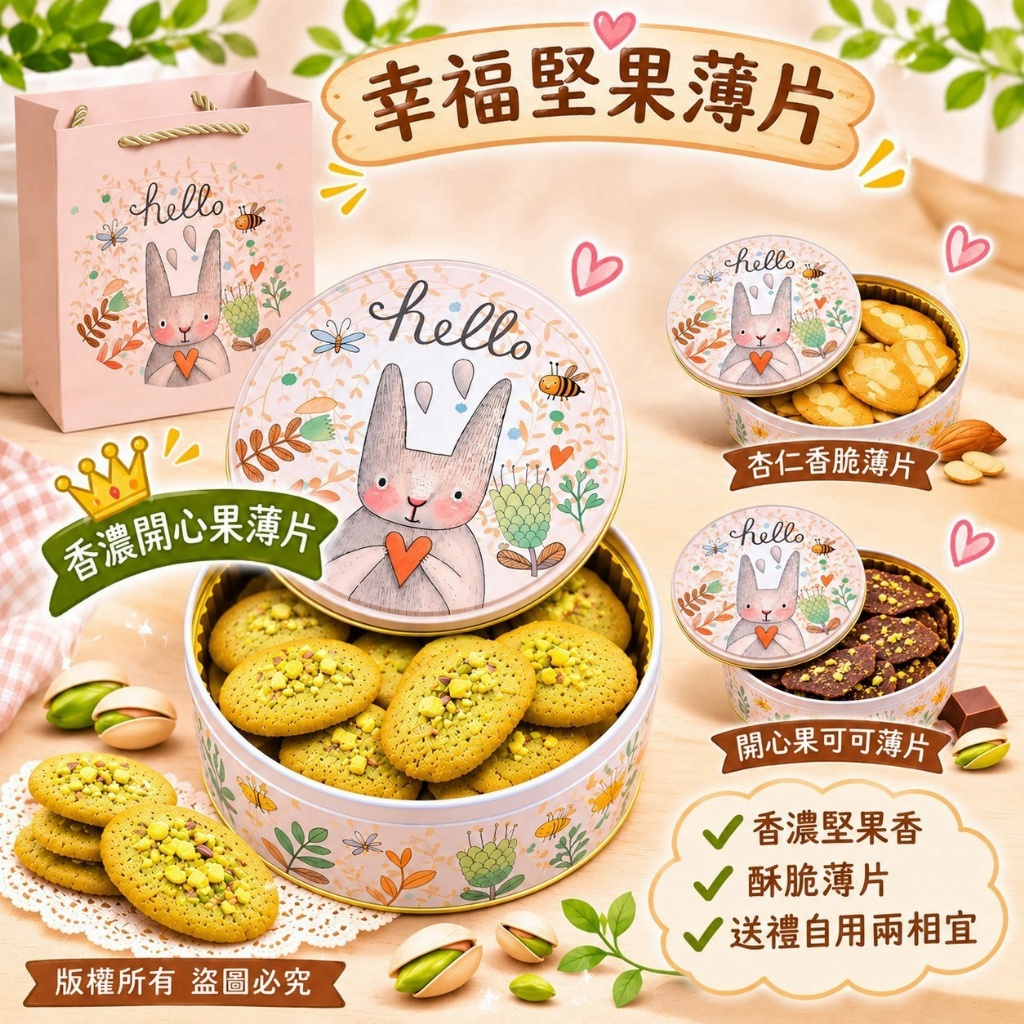 幸福堅果薄片
hello
hello
hello
杏仁香脆薄片
香濃開心果薄片
hello
開心果可可薄片
香濃堅果香
酥脆薄片
送禮自用兩相宜
版權所有 盜圖必究